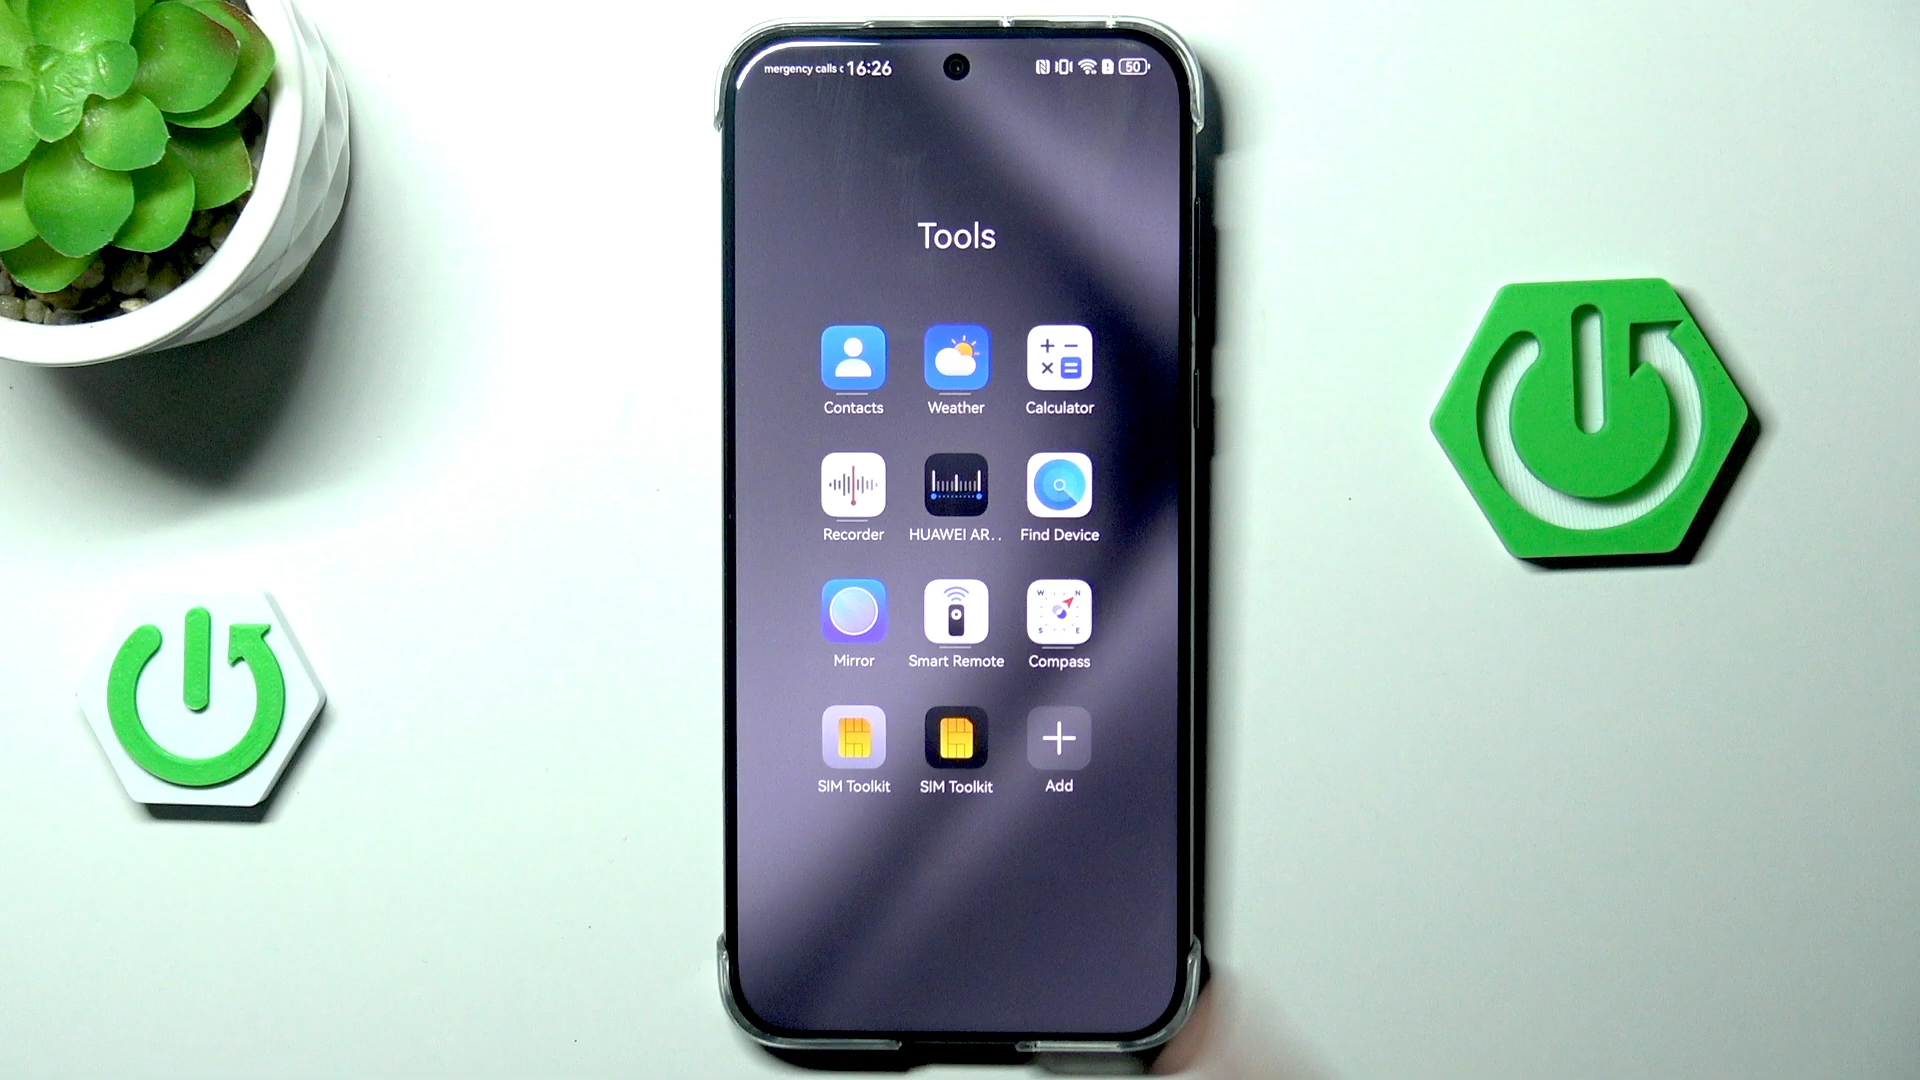 mergency calls 16:26 50
Tools
Contacts Weather Calculator
Recorder HUAWEI AR.. Find Device
W N
S E
Mirror Smart Remote Compass
SIM Toolkit SIM Toolkit Add